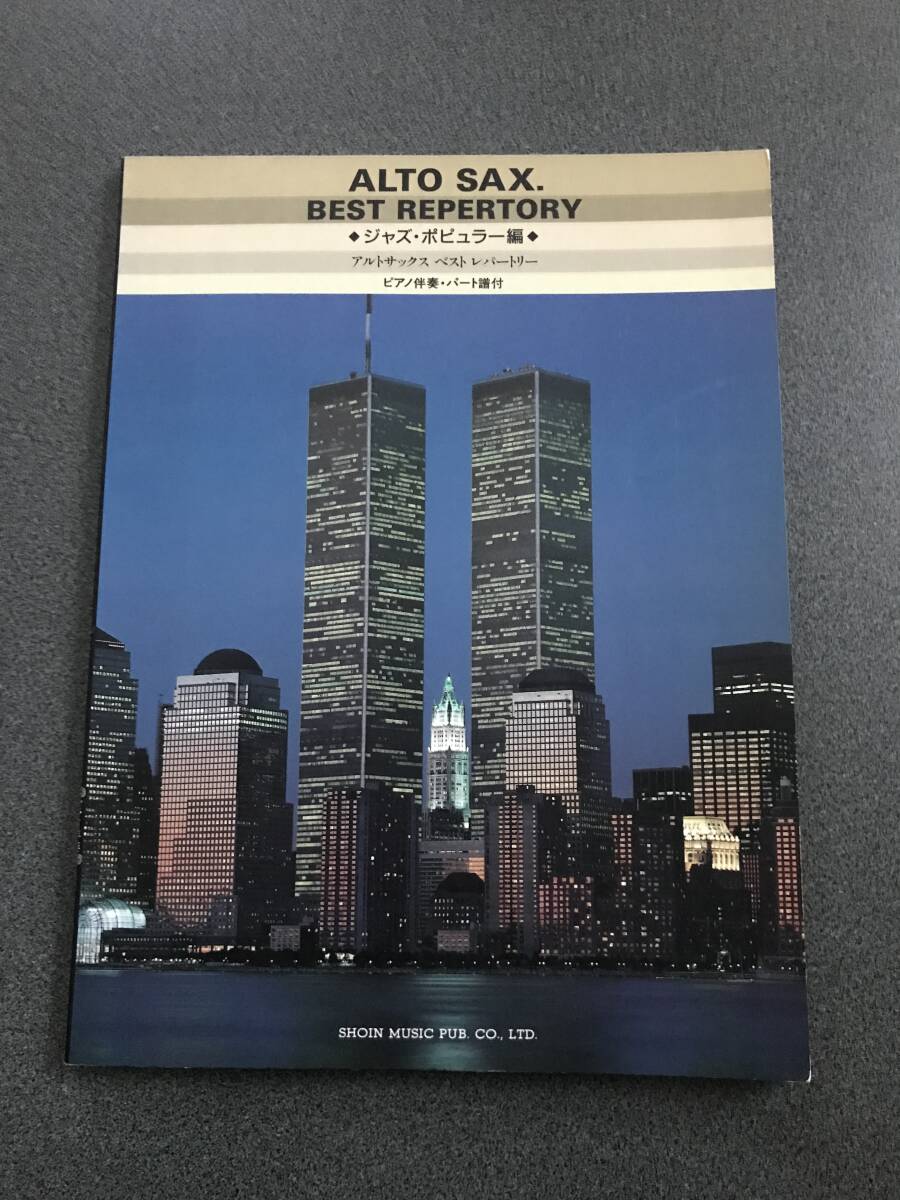 ALTO SAX.
BEST REPERTORY
◆ジャズ・ポピュラー編◆
アルトサックス ベスト レパートリー
ピアノ伴奏・パート譜付
SHOIN MUSIC PUB. CO., LTD.